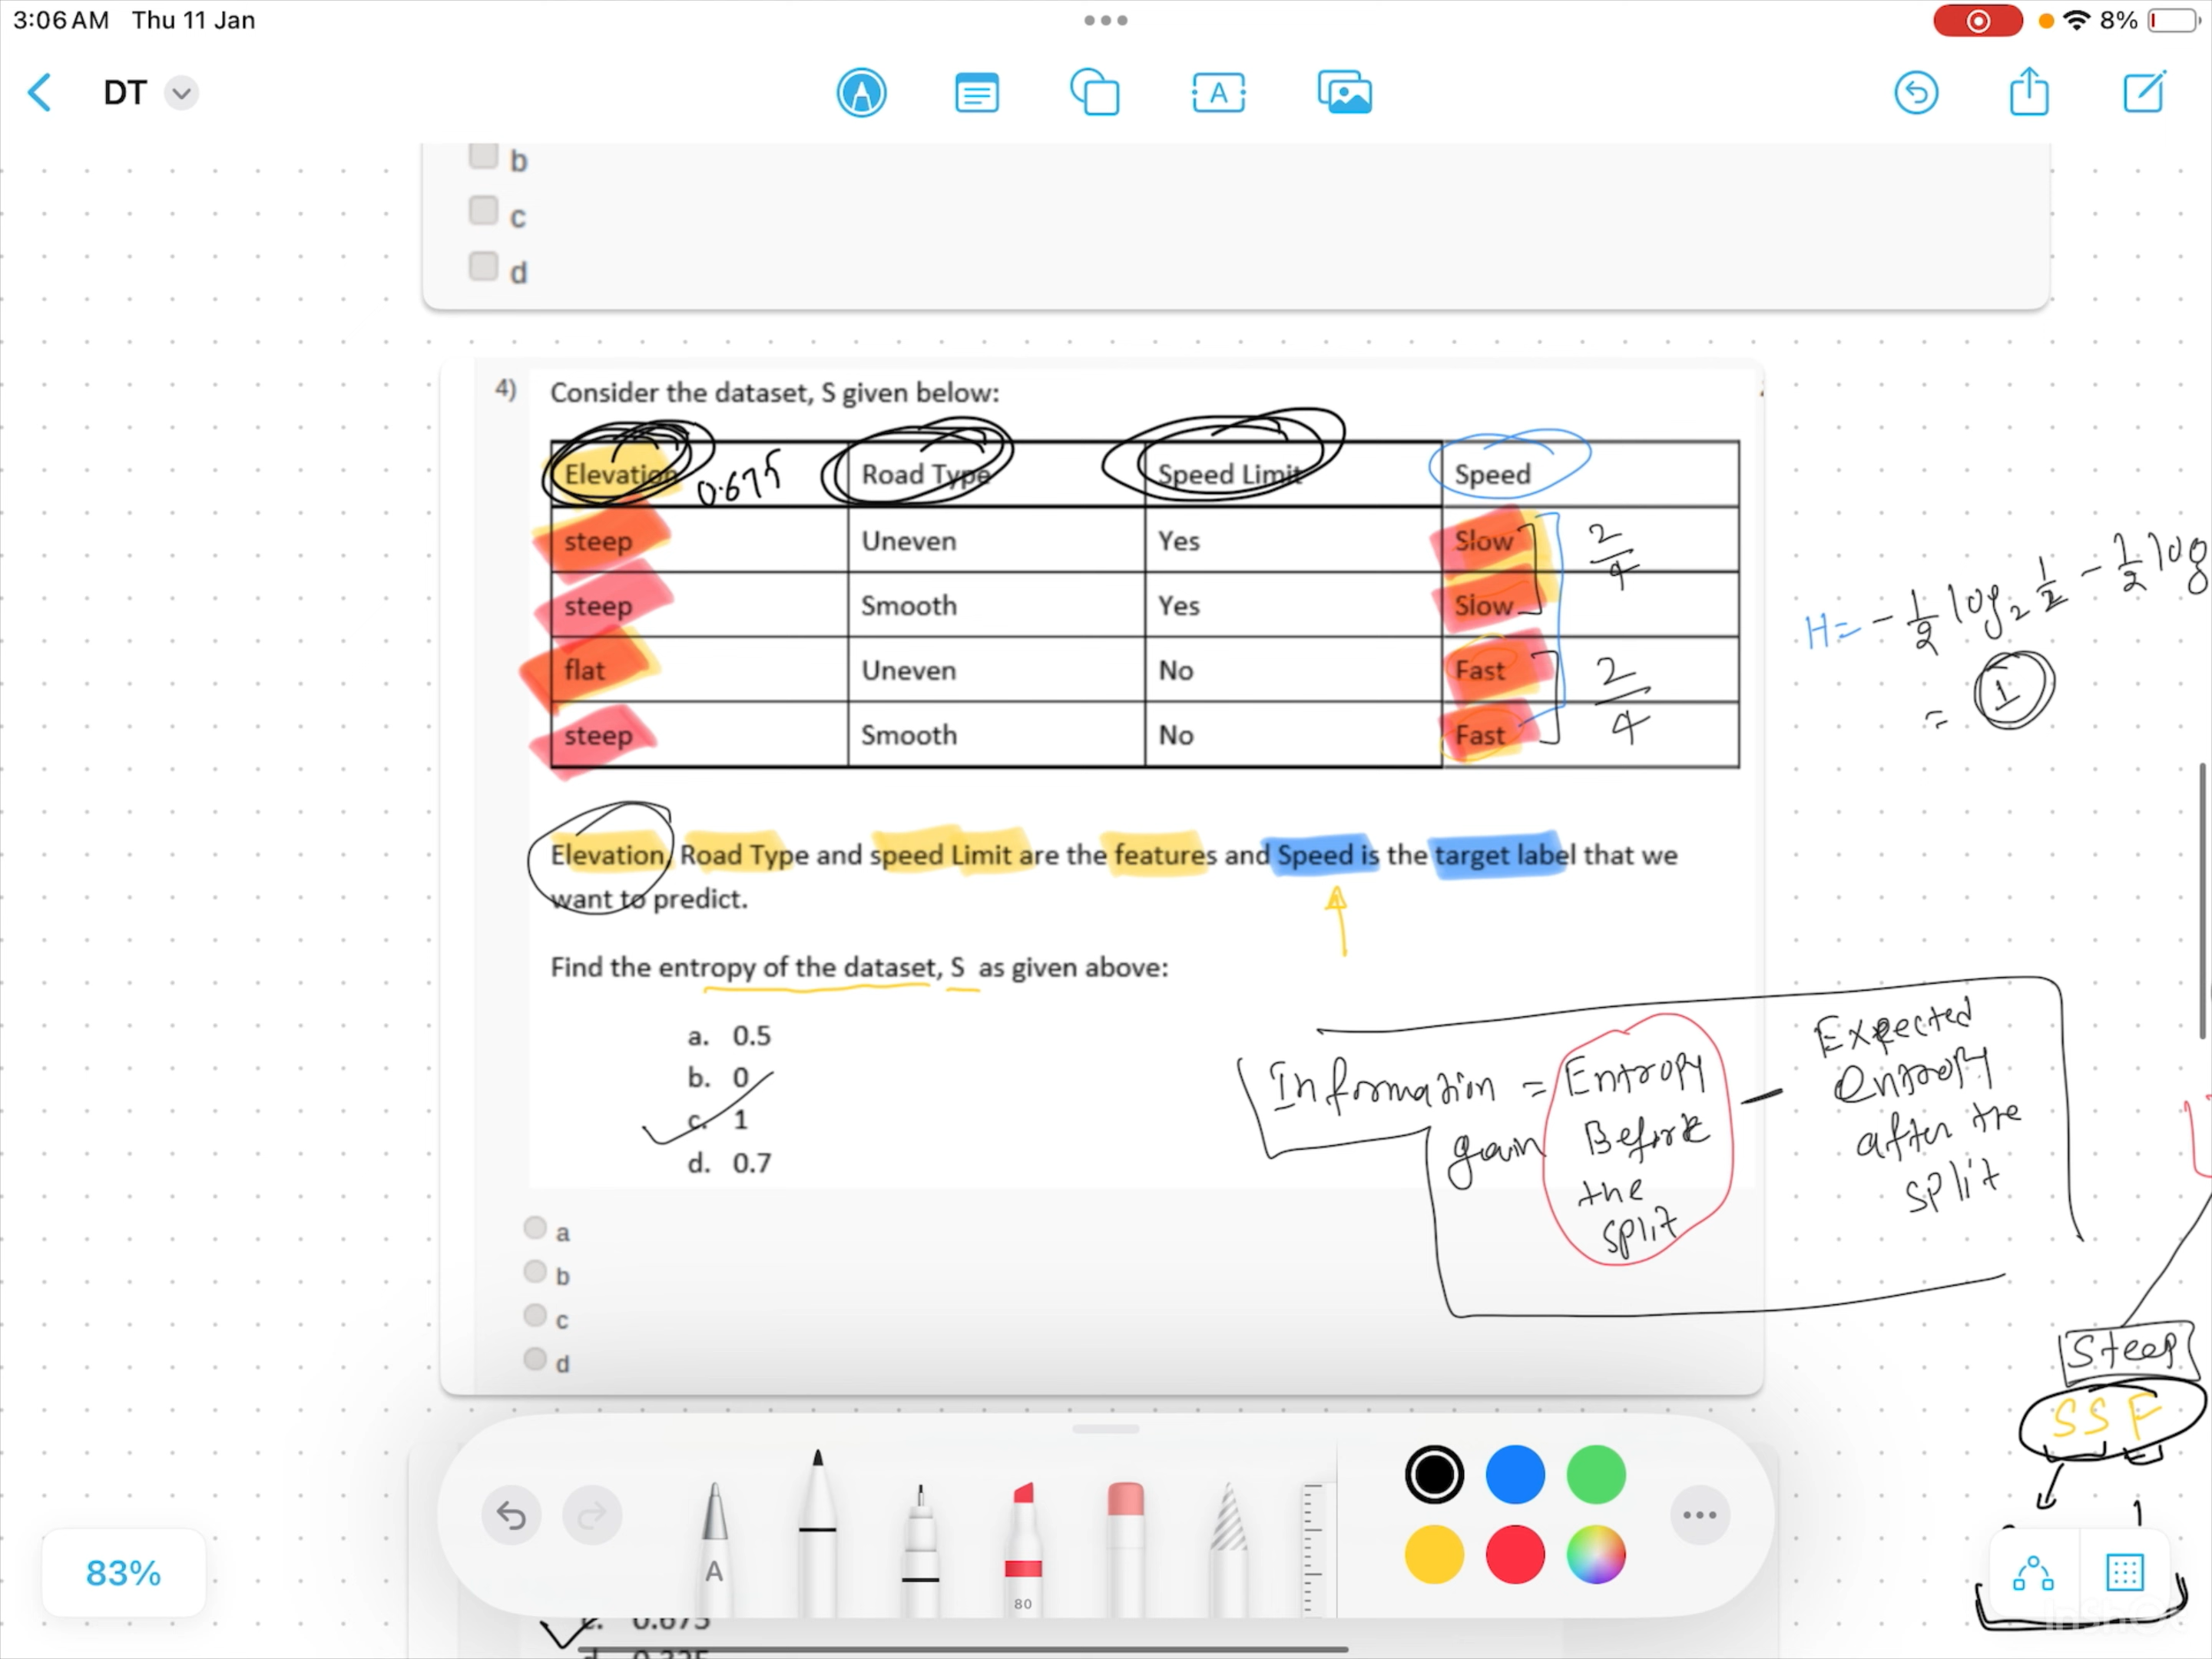 3:06 AM Thu 11 Jan
8%
DT
A
b
c
d
4) Consider the dataset, S given below:
Elevation 0.675 Road Type Speed Limit Speed
steep Uneven Yes Slow
steep Smooth Yes Slow
flat Uneven No Fast
steep Smooth No Fast
2/4
2/4
H = - 1/2 log2 1/2 - 1/2 log
= 1
Elevation, Road Type and speed Limit are the features and Speed is the target label that we
want to predict.
Find the entropy of the dataset, S as given above:
a. 0.5
b. 0
c. 1
d. 0.7
Information gain = Entropy Before the split - Expected entropy after the split
a
b
c
d
Steep
S S F
1
A
80
83%
c. 0.675
d. 0.325